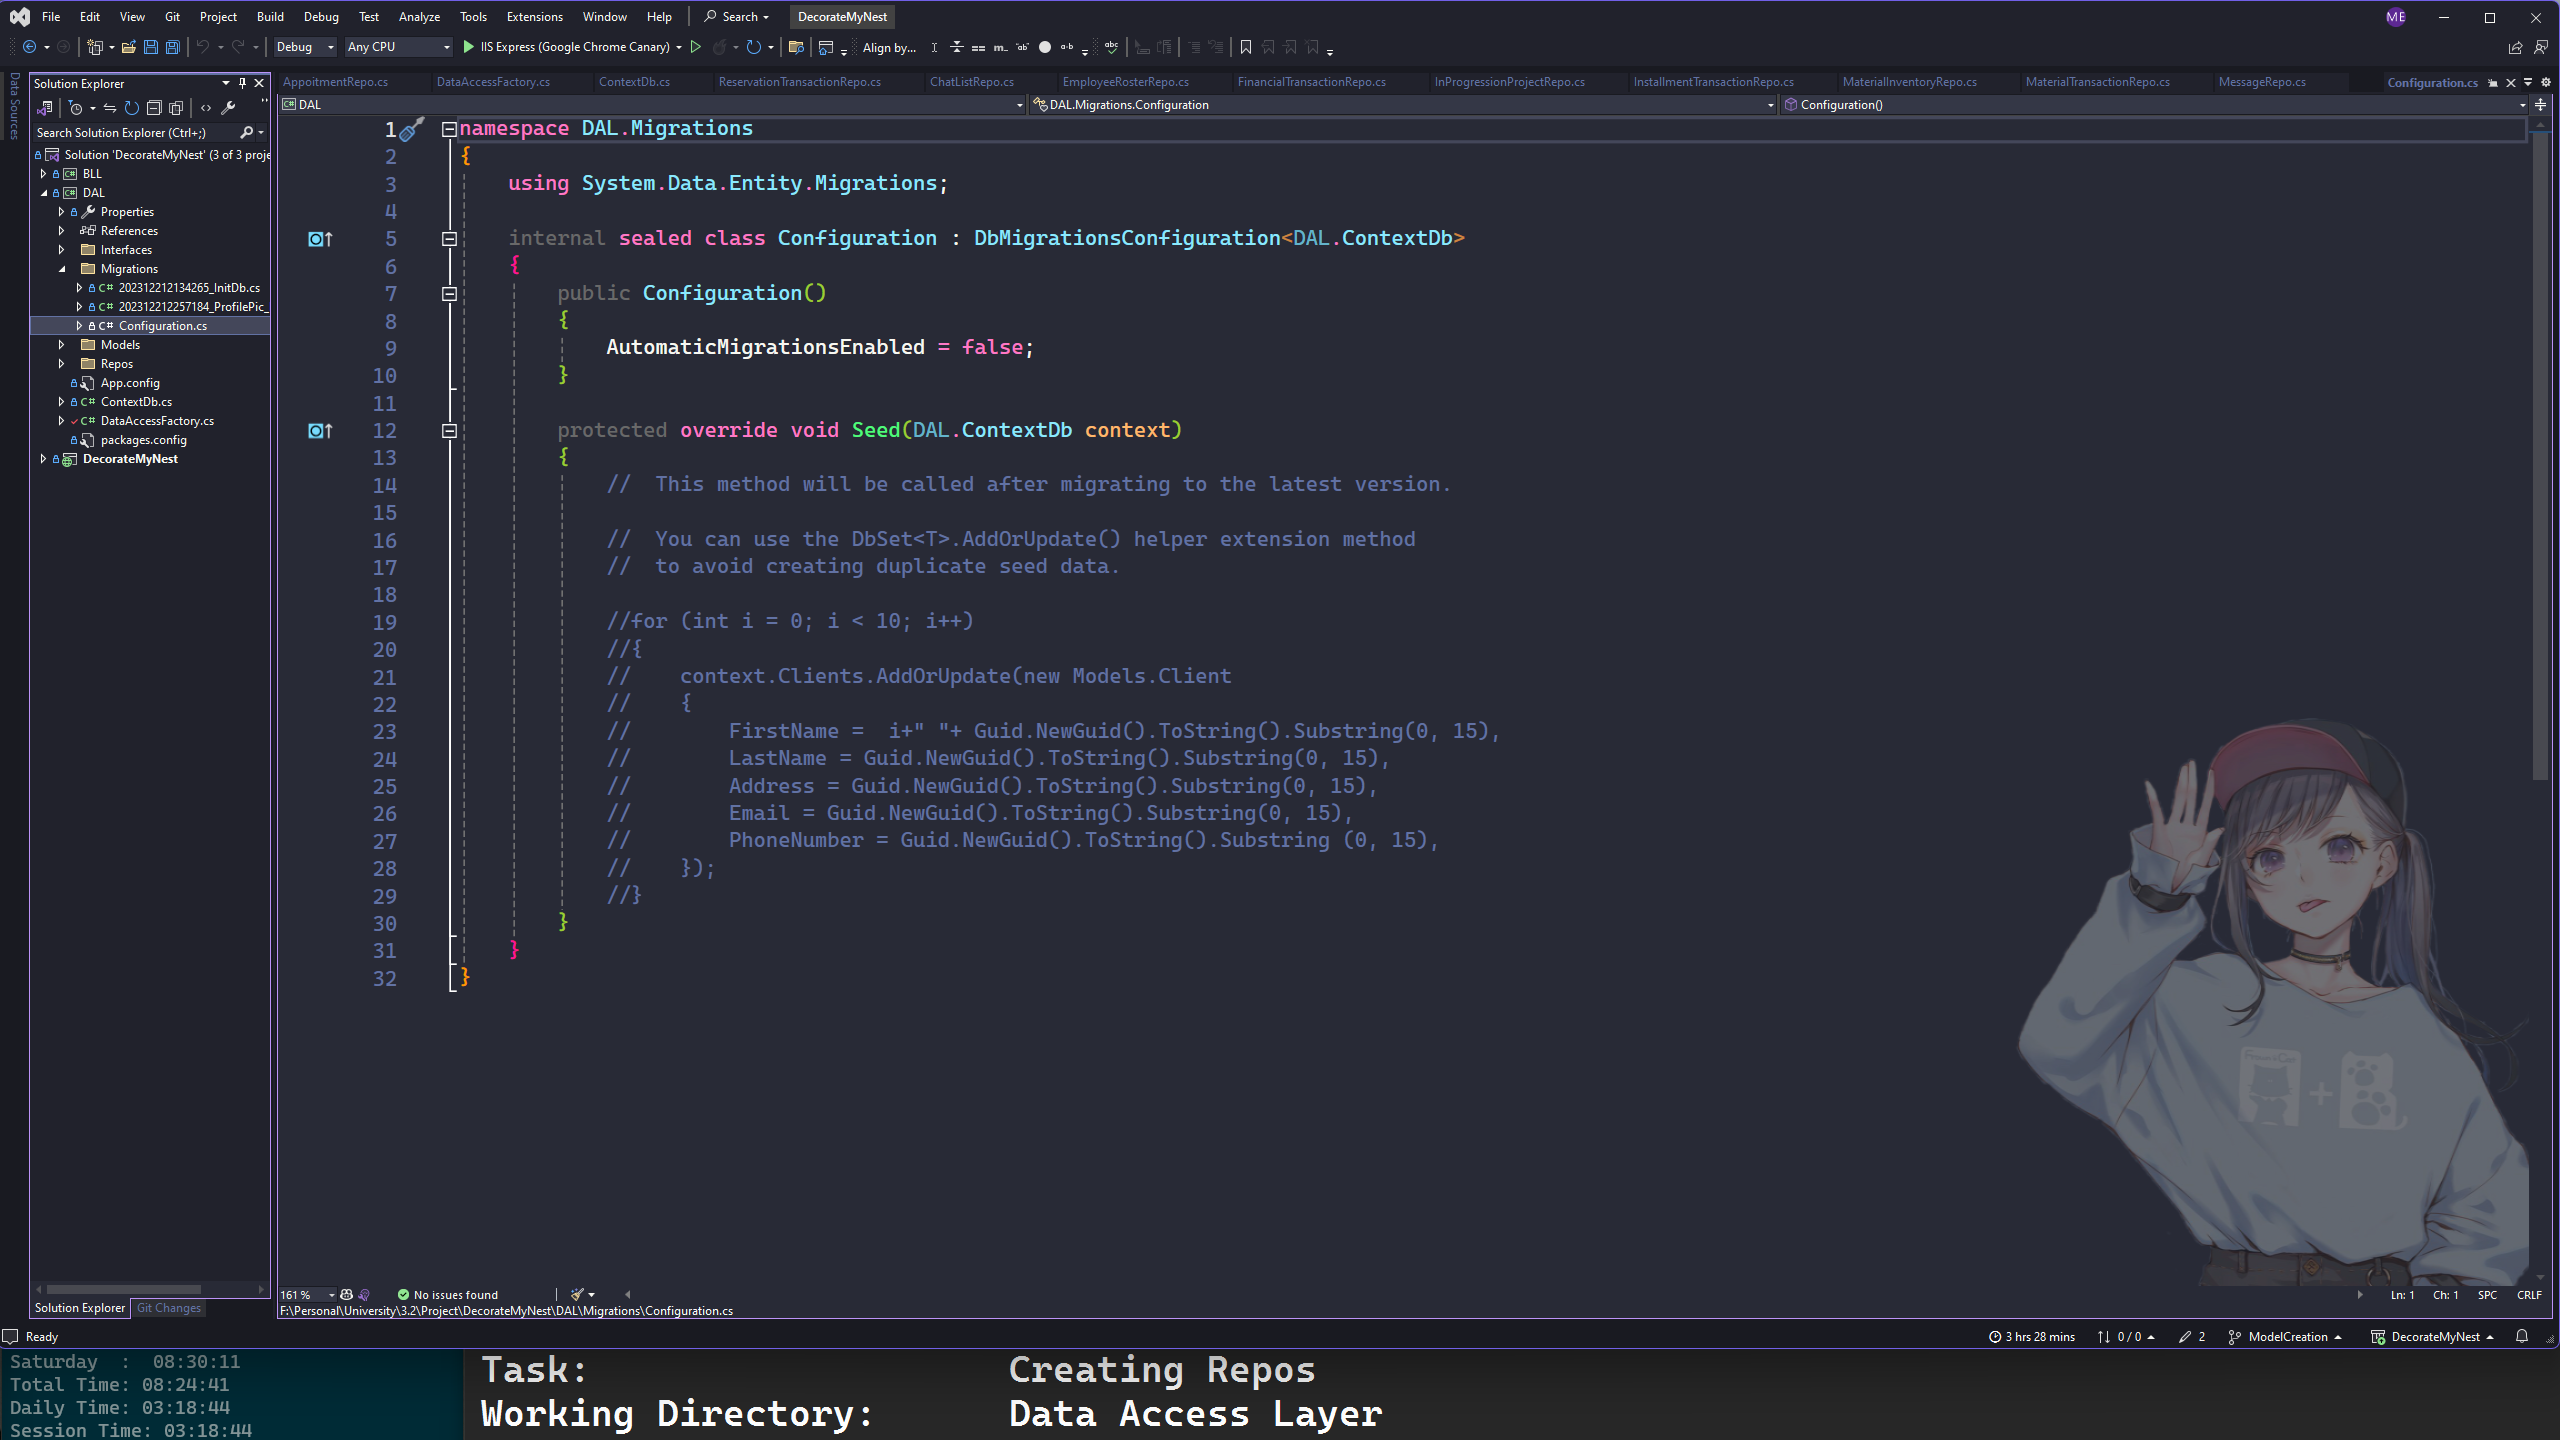 File Edit View Git Project Build Debug Test Analyze Tools Extensions Window Help Search DecorateMyNest ME
Debug Any CPU IIS Express (Google Chrome Canary) Align by...
Data Sources
Solution Explorer
Search Solution Explorer (Ctrl+;)
Solution 'DecorateMyNest' (3 of 3 proje
BLL
DAL
Properties
References
Interfaces
Migrations
202312212134265_InitDb.cs
202312212257184_ProfilePic_
Configuration.cs
Models
Repos
App.config
ContextDb.cs
DataAccessFactory.cs
packages.config
DecorateMyNest
Solution Explorer Git Changes
AppoitmentRepo.cs DataAccessFactory.cs ContextDb.cs ReservationTransactionRepo.cs ChatListRepo.cs EmployeeRosterRepo.cs FinancialTransactionRepo.cs InProgressionProjectRepo.cs InstallmentTransactionRepo.cs MaterialInventoryRepo.cs MaterialTransactionRepo.cs MessageRepo.cs Configuration.cs
DAL DAL.Migrations.Configuration Configuration()
1 namespace DAL.Migrations
2 {
3 using System.Data.Entity.Migrations;
4
5 internal sealed class Configuration : DbMigrationsConfiguration<DAL.ContextDb>
6 {
7 public Configuration()
8 {
9 AutomaticMigrationsEnabled = false;
10 }
11
12 protected override void Seed(DAL.ContextDb context)
13 {
14 //  This method will be called after migrating to the latest version.
15
16 //  You can use the DbSet<T>.AddOrUpdate() helper extension method
17 //  to avoid creating duplicate seed data.
18
19 //for (int i = 0; i < 10; i++)
20 //{
21 //    context.Clients.AddOrUpdate(new Models.Client
22 //    {
23 //        FirstName =  i+" "+ Guid.NewGuid().ToString().Substring(0, 15),
24 //        LastName = Guid.NewGuid().ToString().Substring(0, 15),
25 //        Address = Guid.NewGuid().ToString().Substring(0, 15),
26 //        Email = Guid.NewGuid().ToString().Substring(0, 15),
27 //        PhoneNumber = Guid.NewGuid().ToString().Substring (0, 15),
28 //    });
29 //}
30 }
31 }
32 }
161 % No issues found Ln: 1 Ch: 1 SPC CRLF
F:\Personal\University\3.2\Project\DecorateMyNest\DAL\Migrations\Configuration.cs
Ready 3 hrs 28 mins 0 / 0 2 ModelCreation DecorateMyNest
Saturday  :  08:30:11
Total Time: 08:24:41
Daily Time: 03:18:44
Session Time: 03:18:44
Task: Creating Repos
Working Directory: Data Access Layer